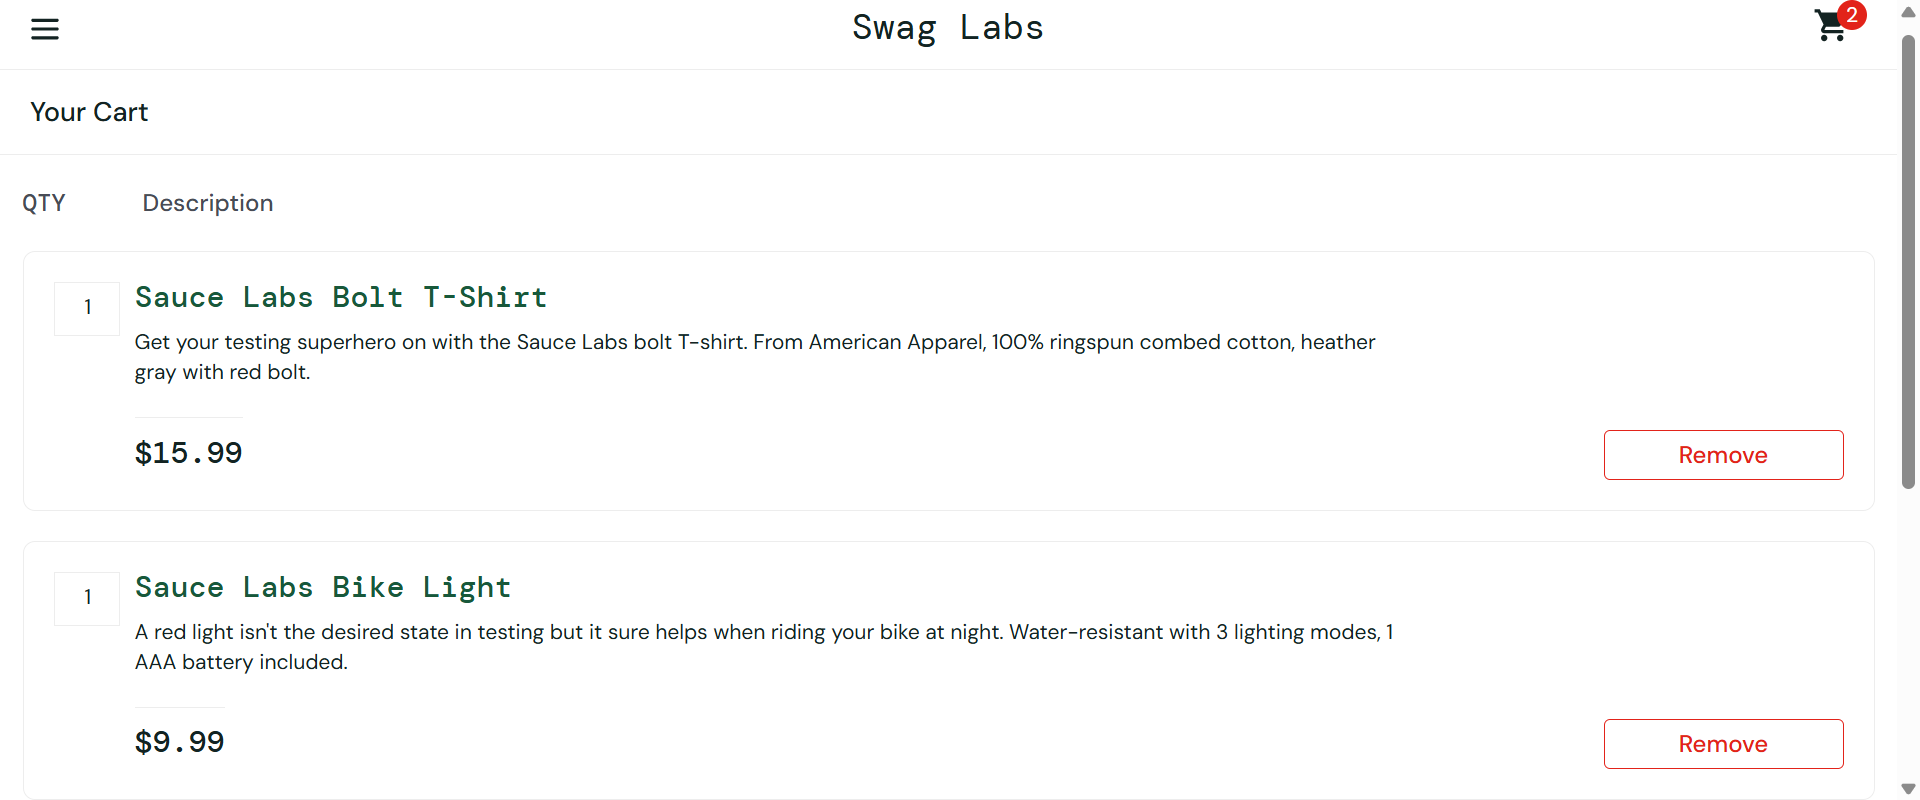 Swag Labs
2
Your Cart
QTY Description
1
Sauce Labs Bolt T-Shirt
Get your testing superhero on with the Sauce Labs bolt T-shirt. From American Apparel, 100% ringspun combed cotton, heather
gray with red bolt.
$15.99
Remove
1
Sauce Labs Bike Light
A red light isn't the desired state in testing but it sure helps when riding your bike at night. Water-resistant with 3 lighting modes, 1
AAA battery included.
$9.99
Remove